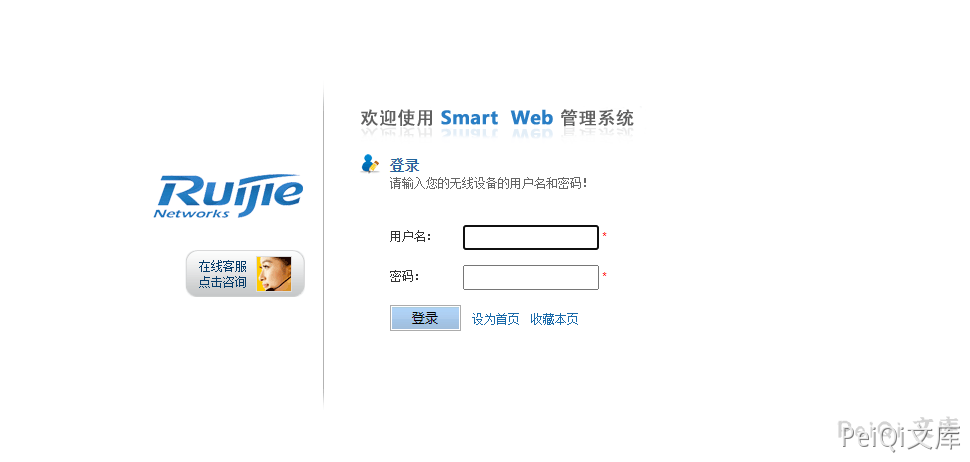 欢迎使用 Smart Web 管理系统
登录
请输入您的无线设备的用户名和密码！
Ruijie
Networks
在线客服
点击咨询
用户名： *
密码： *
登录 设为首页 收藏本页
PeiQi 文库
PeiQi文库